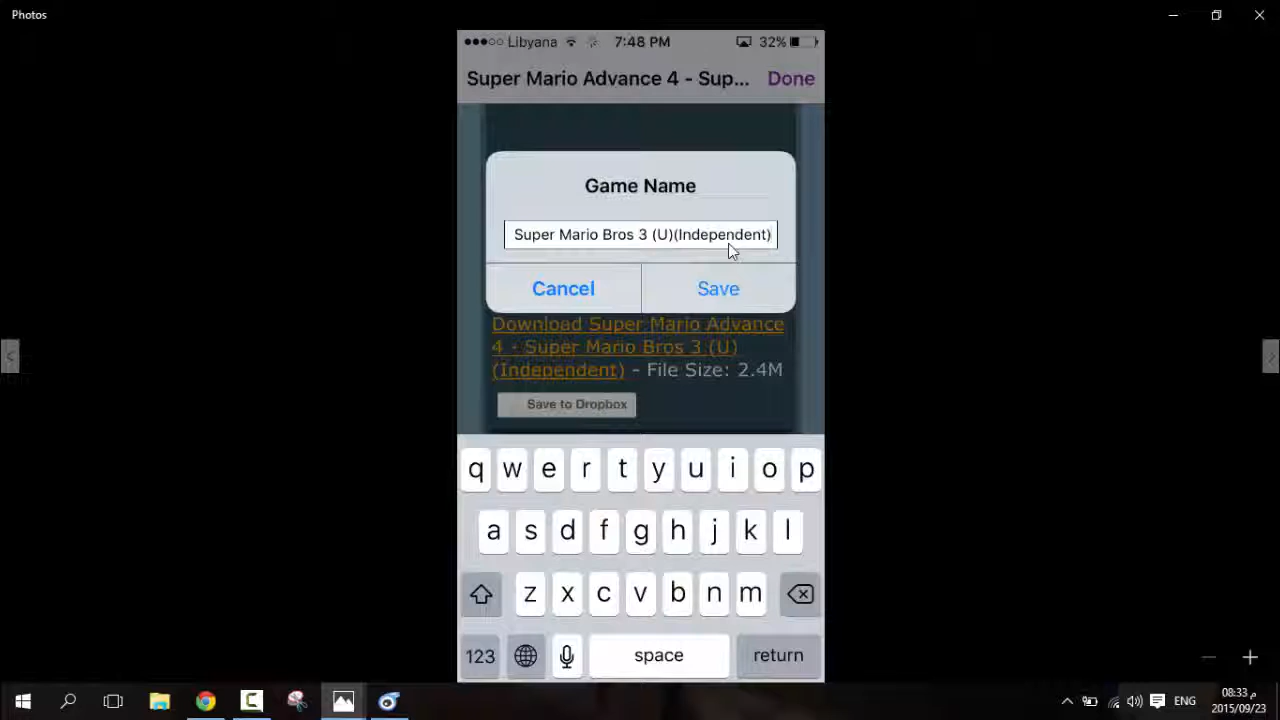 Photos
Libyana 7:48 PM 32%
Super Mario Advance 4 - Sup... Done
Game Name
Super Mario Bros 3 (U)(Independent)
Cancel Save
Download Super Mario Advance
4 - Super Mario Bros 3 (U)
(Independent) - File Size: 2.4M
Save to Dropbox
q w e r t y u i o p
a s d f g h j k l
z x c v b n m
123 space return
ENG
08:33 م
2015/09/23